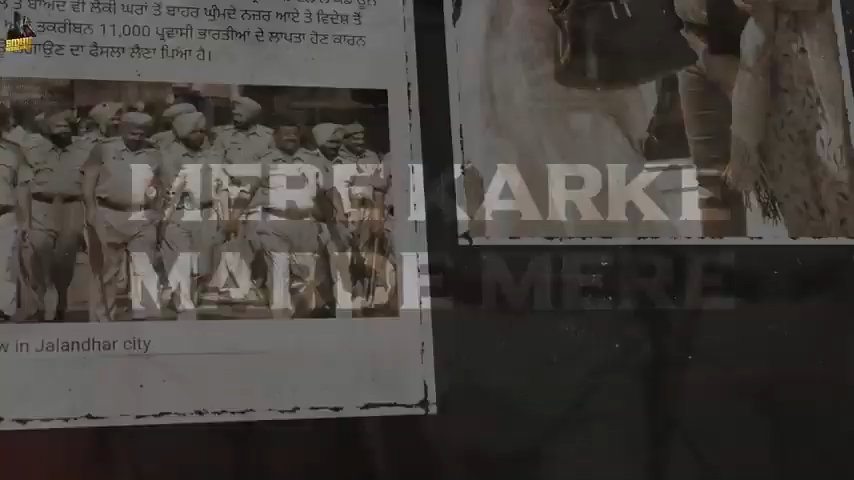 ਤੋਂ ਬਾਅਦ ਵੀ ਲੋਕੀ ਘਰਾਂ ਤੋਂ ਬਾਹਰ ਘੁੰਮਦੇ ਨਜ਼ਰ ਆਏ ਤੇ ਵਿਦੇਸ਼ ਤੋਂ
ਤਕਰੀਬਨ 11,000 ਪ੍ਰਵਾਸੀ ਭਾਰਤੀਆਂ ਦੇ ਲਾਪਤਾ ਹੋਣ ਕਾਰਨ
ਦਾ ਫੈਸਲਾ ਲੈਣਾ ਪਿਆ ਹੈ।
MERE KARKE
MARDE MERE
w in Jalandhar city